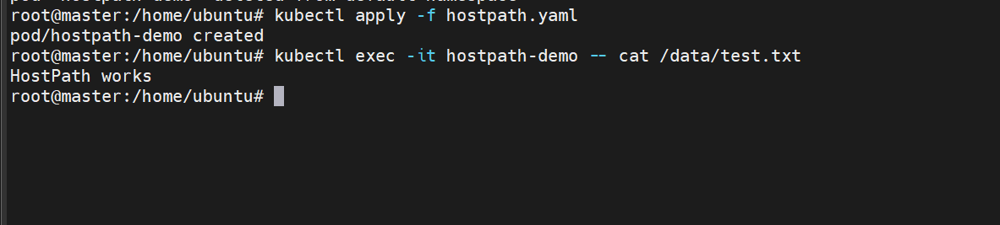 root@master:/home/ubuntu# kubectl apply -f hostpath.yaml
pod/hostpath-demo created
root@master:/home/ubuntu# kubectl exec -it hostpath-demo -- cat /data/test.txt
HostPath works
root@master:/home/ubuntu#